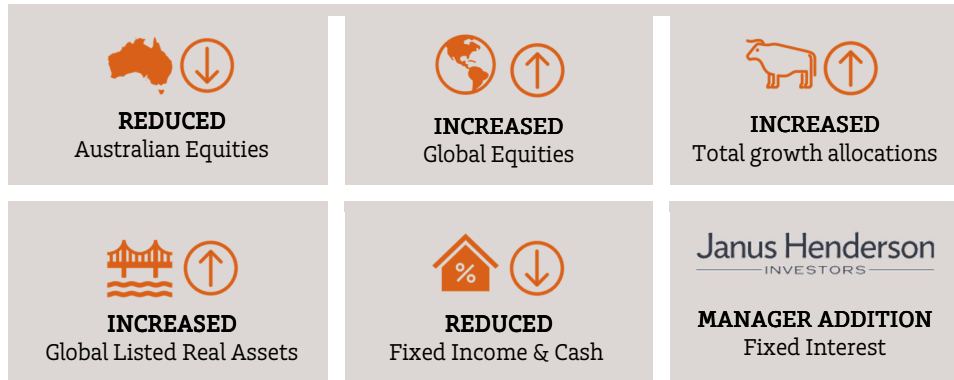 REDUCED
Australian Equities
INCREASED
Global Equities
INCREASED
Total growth allocations
INCREASED
Global Listed Real Assets
%
REDUCED
Fixed Income & Cash
Janus Henderson
INVESTORS
MANAGER ADDITION
Fixed Interest